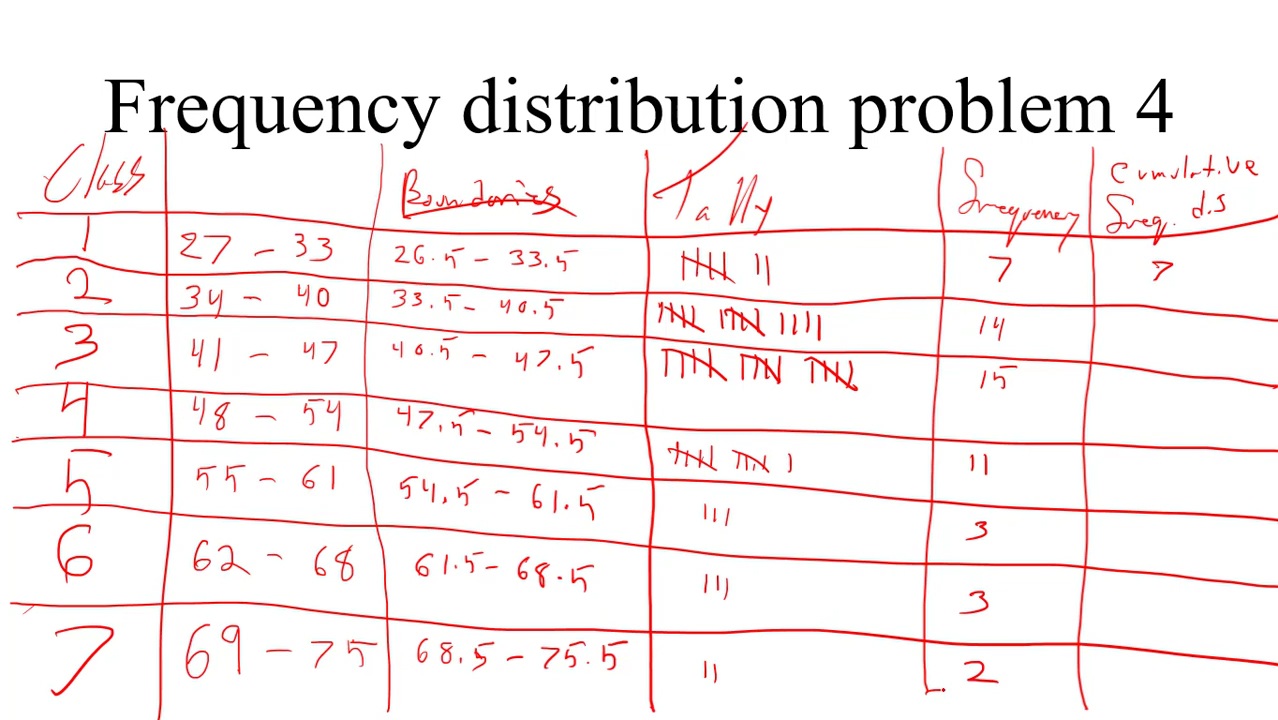 Frequency distribution problem 4
Class Boundaries Tally Frequency Cumulative Freq. dis
1 27 - 33 26.5 - 33.5 𝍸 || 7 7
2 34 - 40 33.5 - 40.5 𝍸 𝍸 |||| 14
3 41 - 47 40.5 - 47.5 𝍸 𝍸 𝍸 15
4 48 - 54 47.5 - 54.5 𝍸 𝍸 | 11
5 55 - 61 54.5 - 61.5 ||| 3
6 62 - 68 61.5 - 68.5 ||| 3
7 69 - 75 68.5 - 75.5 || 2